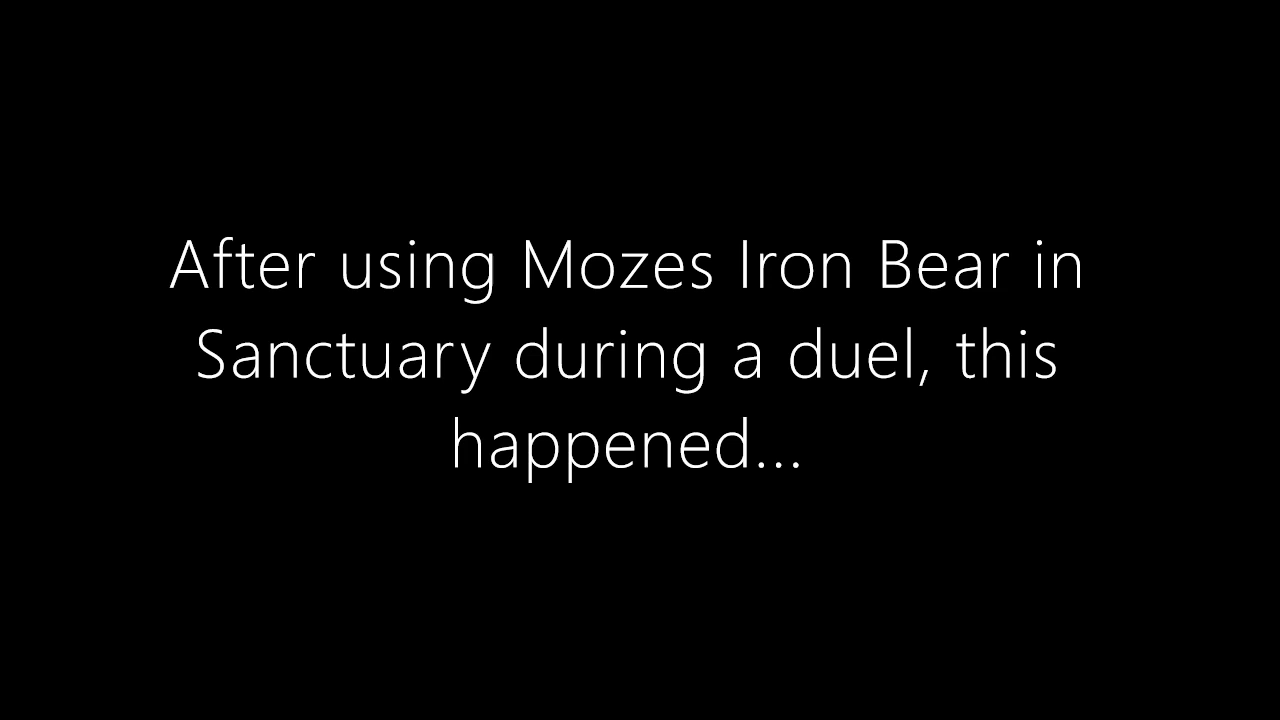 After using Mozes Iron Bear in
Sanctuary during a duel, this
happened...